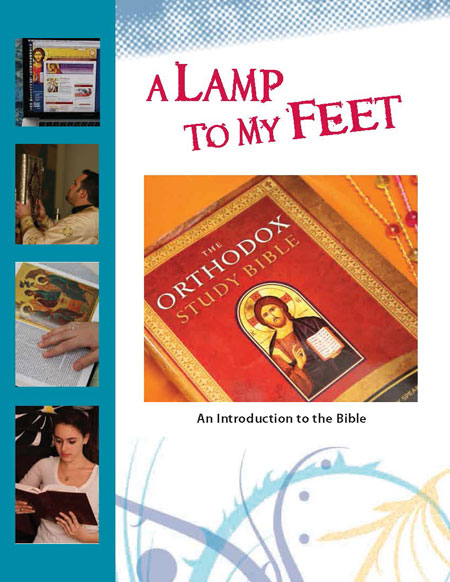 A LAMP
TO MY FEET
THE
ORTHODOX
STUDY BIBLE
An Introduction to the Bible